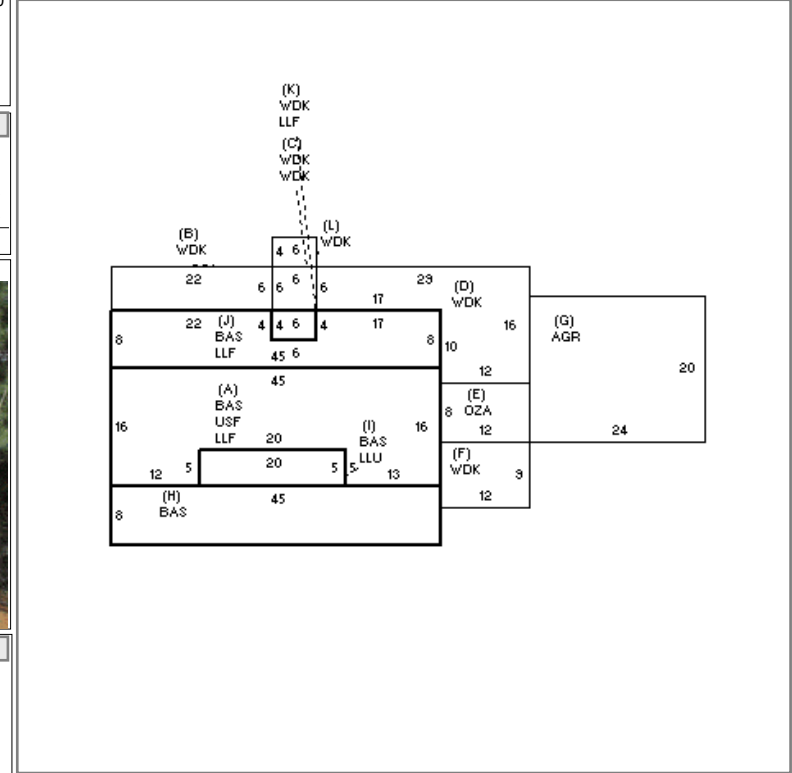 (K)
WDK
LLF
(C)
WDK
WDK
(L)
WDK
(B)
WDK
4 6
22 6 6 6 6 29
17
(D)
WDK
22 (J) 4 4 6 4 17 16
(G)
AGR
8 BAS 8 10
LLF 45 6
20
45 12
(A)
BAS
USF
LLF 20
(E)
8 OZA
16 16 12 24
(I)
BAS
LLU
20
12 5 5 5 13
(F)
WDK
9
12
(H)
BAS
45
8